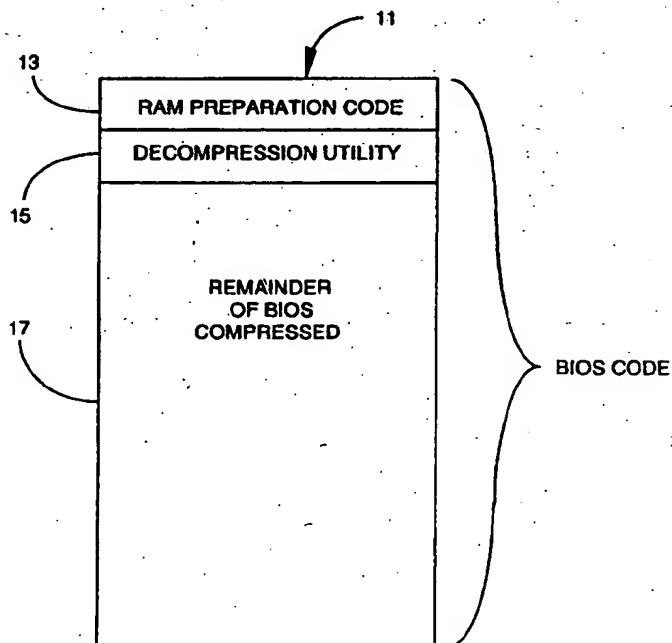 11
13
RAM PREPARATION CODE
DECOMPRESSION UTILITY
15
REMAINDER
OF BIOS
COMPRESSED
17
BIOS CODE